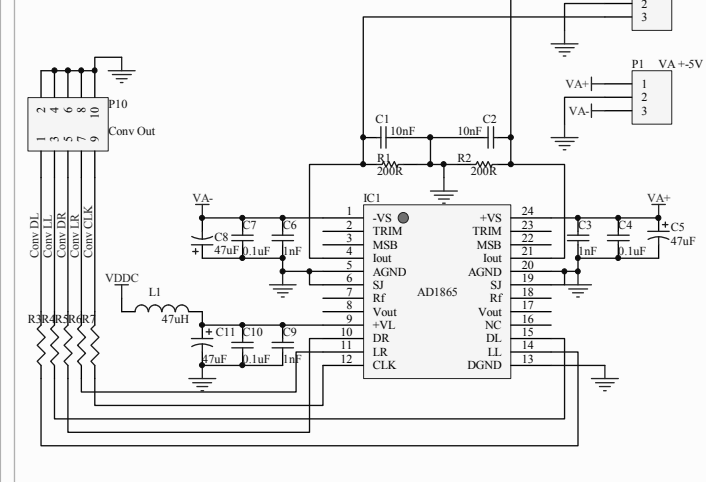 2
3
P1
VA +-5V
VA+
1
2
VA-
3
2
4
6
8
10
P10
1
3
5
7
9
Conv Out
C1
10nF
C2
10nF
R1
200R
R2
200R
Conv DL
Conv LL
Conv DR
Conv LR
Conv CLK
VA-
C8
47uF
C7
0.1uF
C6
1nF
IC1
1
-VS
+VS
24
2
TRIM
TRIM
23
3
MSB
MSB
22
4
Iout
Iout
21
5
AGND
AGND
20
6
SJ
SJ
19
7
Rf
Rf
18
8
Vout
Vout
17
9
+VL
NC
16
10
DR
DL
15
11
LR
LL
14
12
CLK
DGND
13
AD1865
C3
1nF
C4
0.1uF
VA+
C5
47uF
VDDC
L1
47uH
R3
R4
R5
R6
R7
C11
47uF
C10
0.1uF
C9
1nF